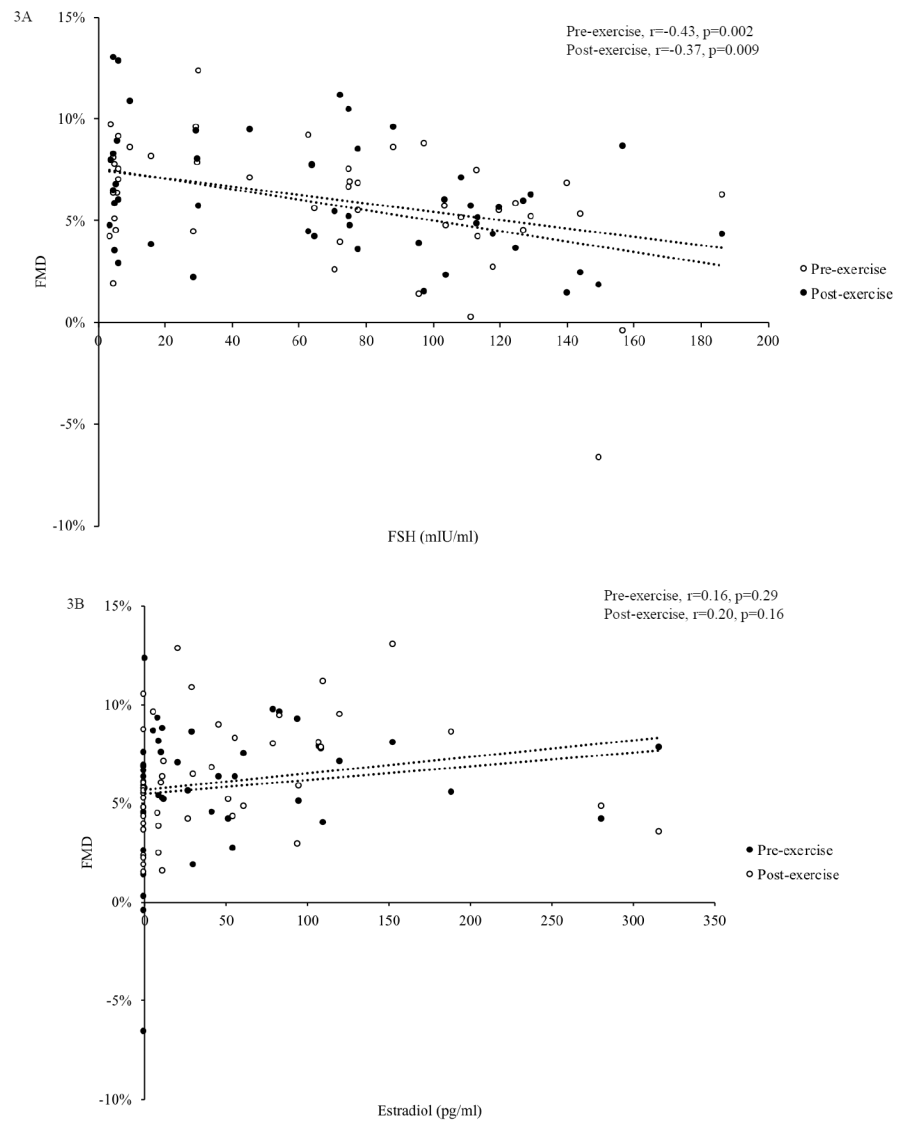 3A
15%
Pre-exercise, r=-0.43, p=0.002
Post-exercise, r=-0.37, p=0.009
10%
5%
FMD
Pre-exercise
Post-exercise
0%
0 20 40 60 80 100 120 140 160 180 200
-5%
-10%
FSH (mIU/ml)
3B
15%
Pre-exercise, r=0.16, p=0.29
Post-exercise, r=0.20, p=0.16
10%
5%
FMD
Pre-exercise
Post-exercise
0%
0 50 100 150 200 250 300 350
-5%
-10%
Estradiol (pg/ml)